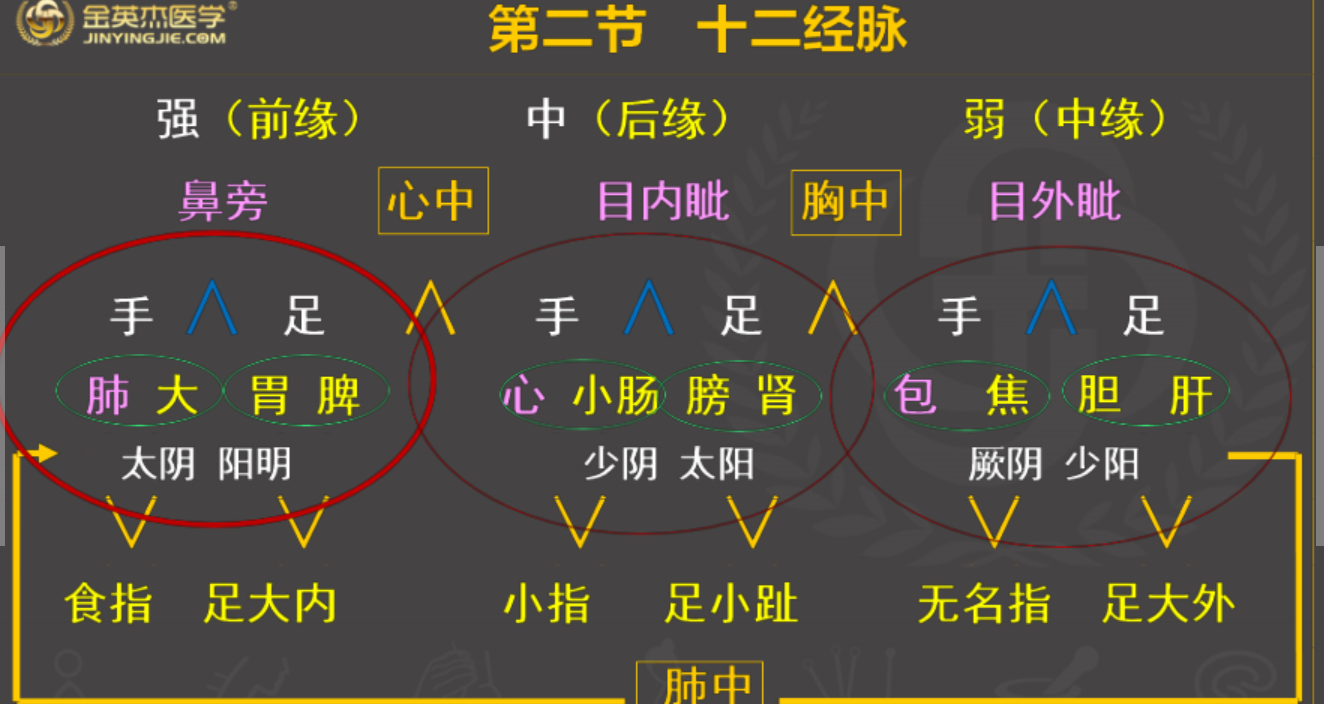 金英杰医学®
JINYINGJIE.COM
第二节 十二经脉
强（前缘） 中（后缘） 弱（中缘）
鼻旁 心中 目内眦 胸中 目外眦
手 足 手 足 手 足
肺 大 胃 脾 心 小肠 膀 肾 包 焦 胆 肝
太阴 阳明 少阴 太阳 厥阴 少阳
食指 足大内 小指 足小趾 无名指 足大外
肺中